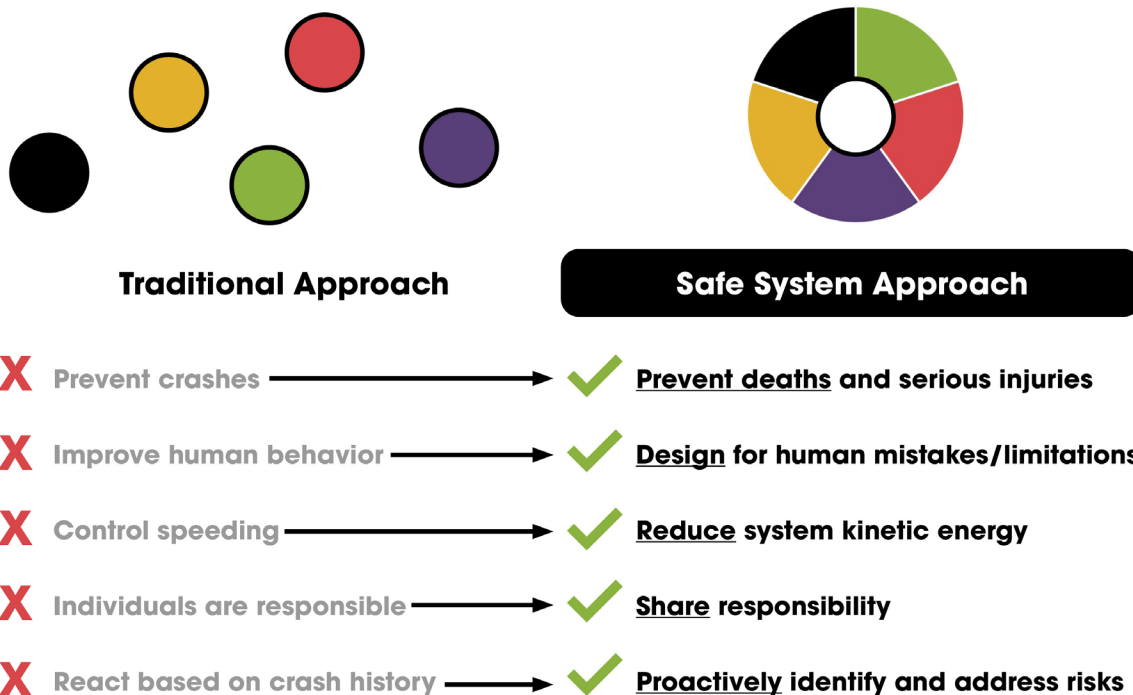 Traditional Approach
Safe System Approach
X Prevent crashes
Prevent deaths and serious injuries
X Improve human behavior
Design for human mistakes/limitations
X Control speeding
Reduce system kinetic energy
X Individuals are responsible
Share responsibility
X React based on crash history
Proactively identify and address risks